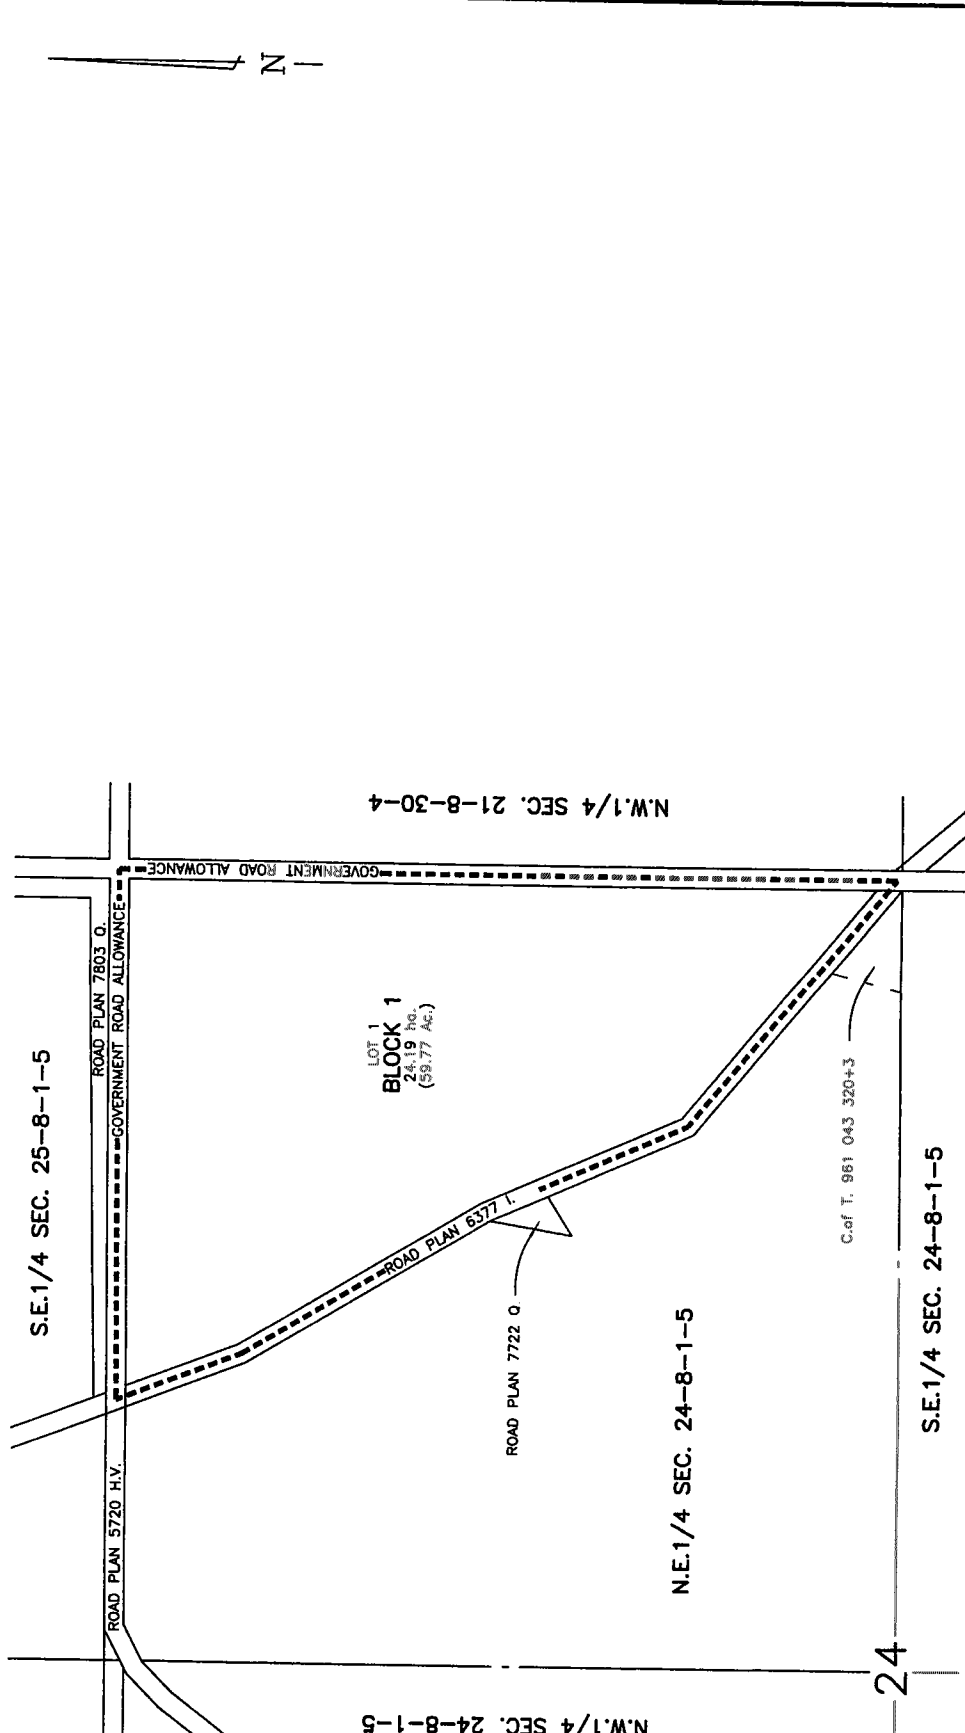 N
S.E.1/4 SEC. 25-8-1-5
ROAD PLAN 7803 Q.
GOVERNMENT ROAD ALLOWANCE
ROAD PLAN 5720 H.V.
GOVERNMENT ROAD ALLOWANCE
N.W.1/4 SEC. 21-8-30-4
LOT 1
BLOCK 1
24.19 ha.
(59.77 Ac.)
ROAD PLAN 6377 I.
ROAD PLAN 7722 Q.
N.E.1/4 SEC. 24-8-1-5
C.of T. 961 043 320+3
S.E.1/4 SEC. 24-8-1-5
24
N.W.1/4 SEC. 24-8-1-5